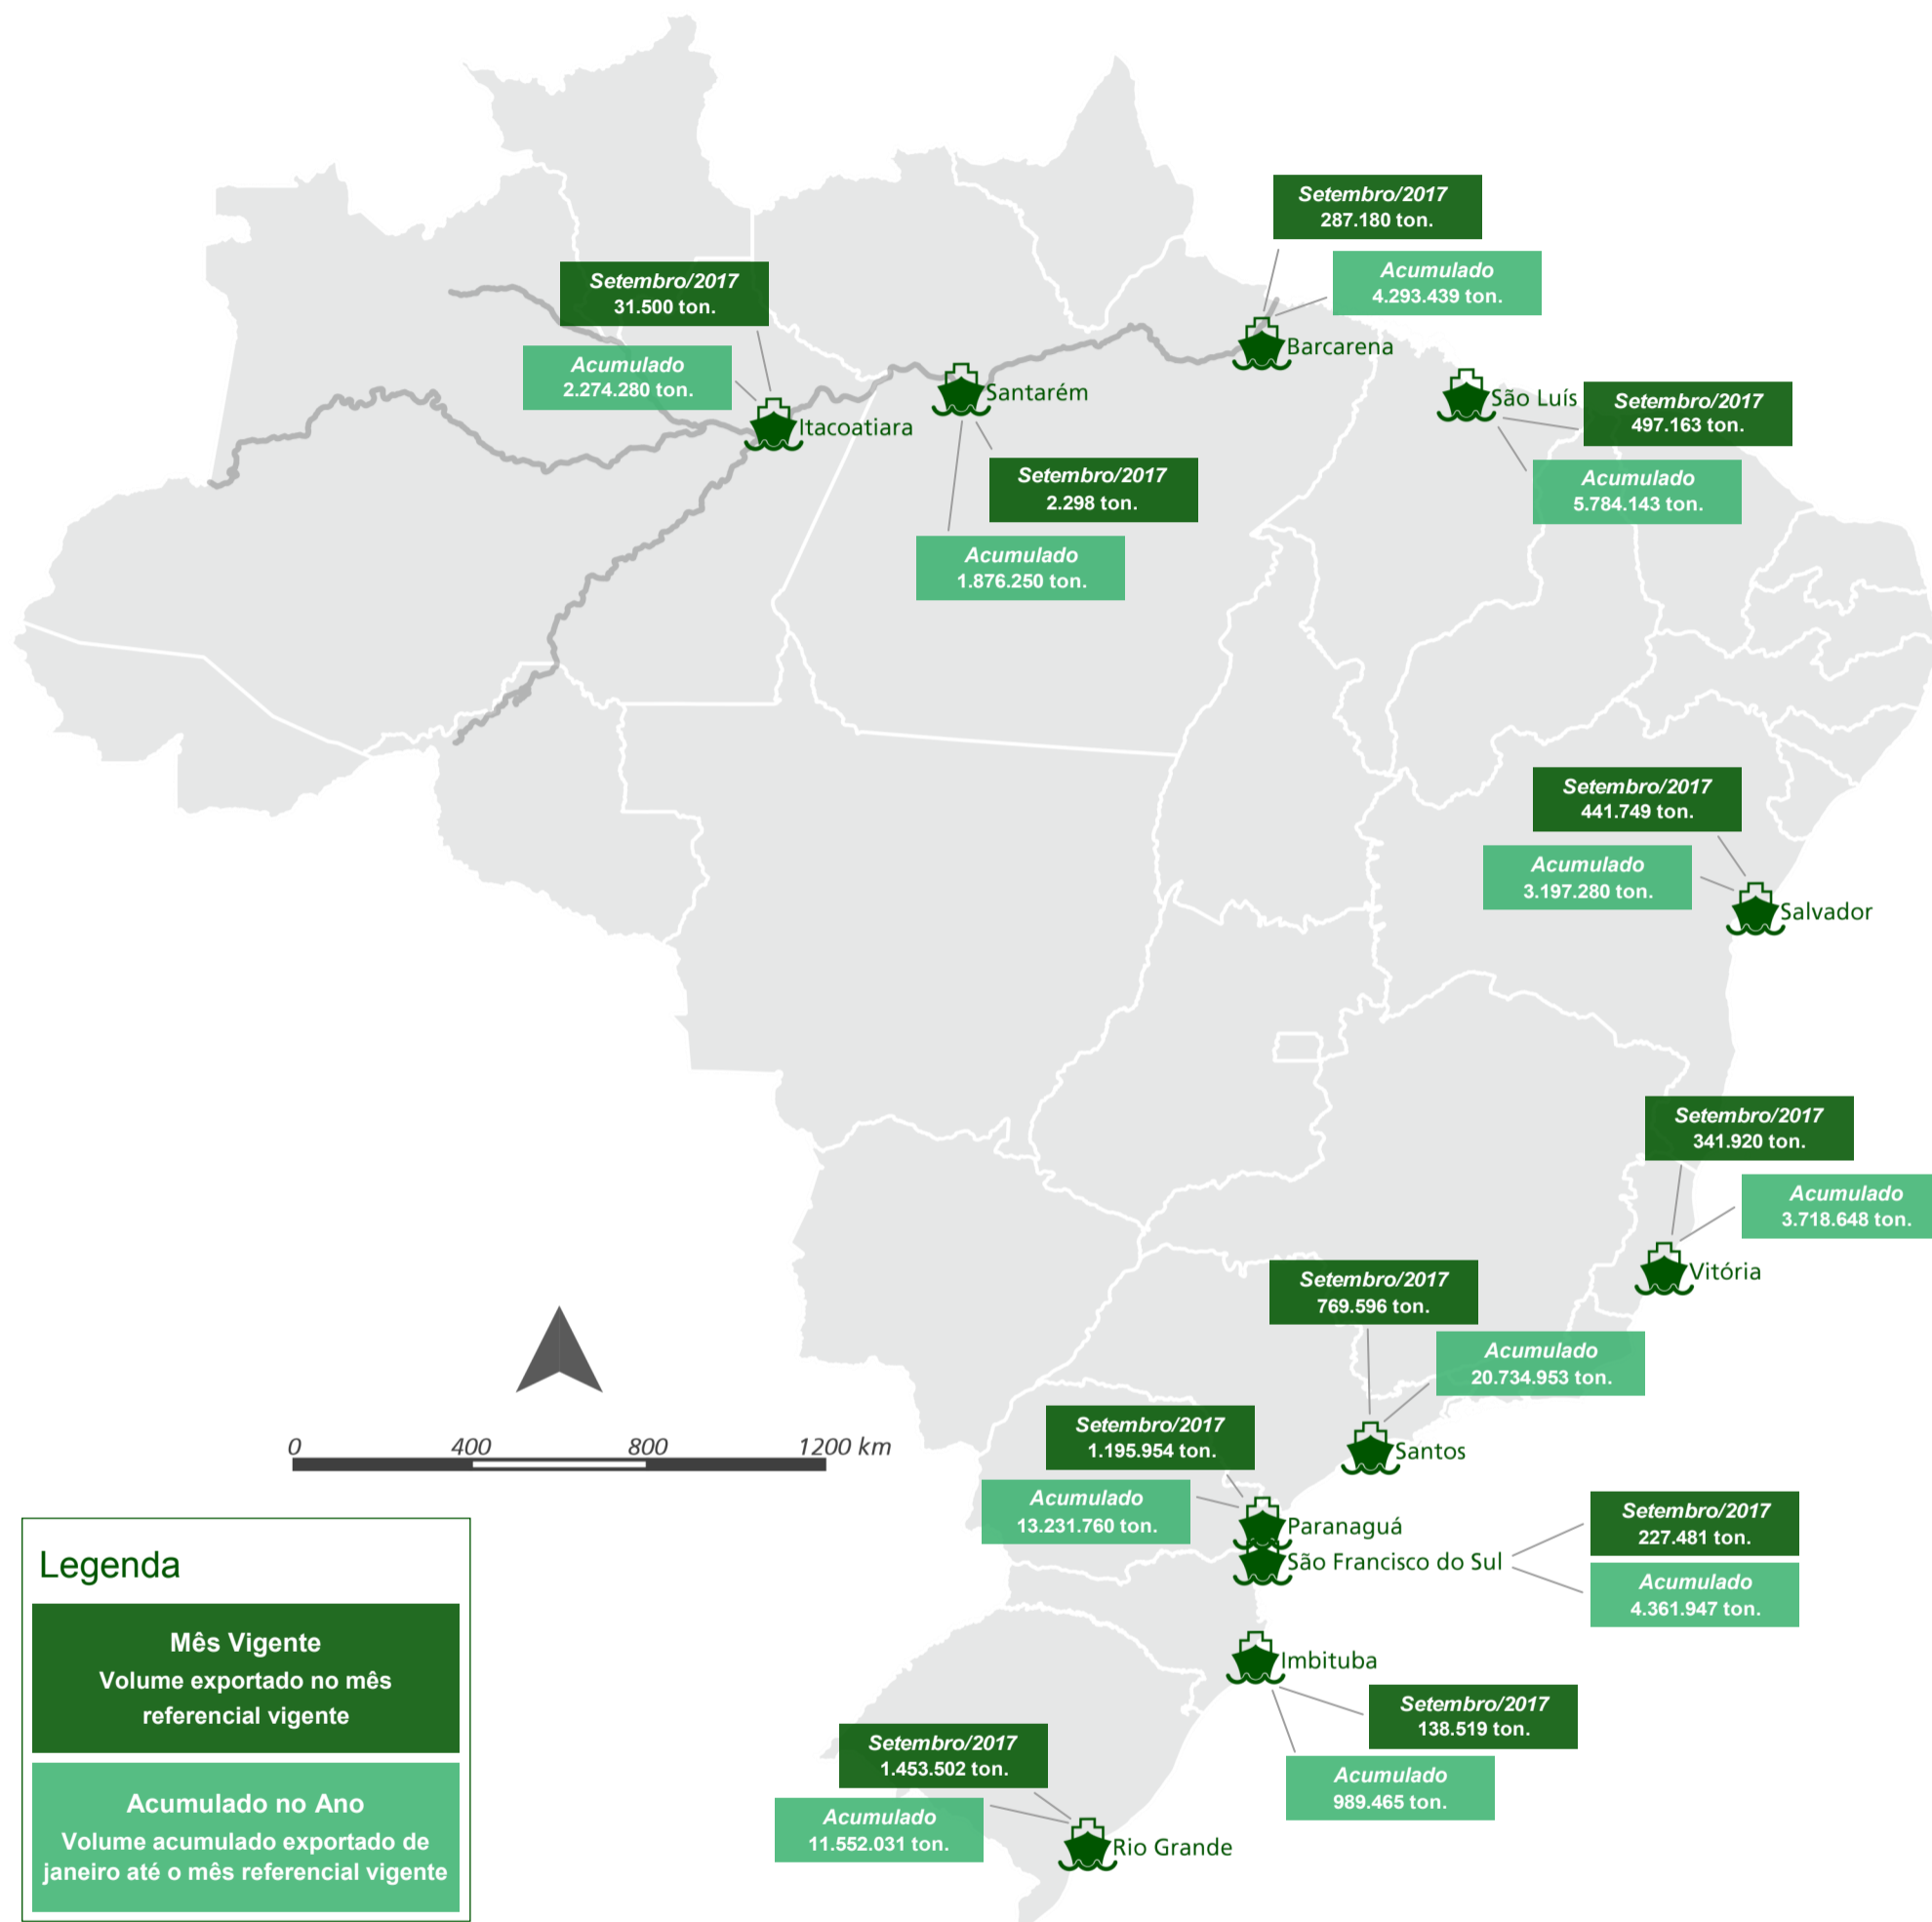 Setembro/2017
287.180 ton.
Acumulado
4.293.439 ton.
Barcarena
Setembro/2017
31.500 ton.
Acumulado
2.274.280 ton.
Itacoatiara
Santarém
Setembro/2017
2.298 ton.
Acumulado
1.876.250 ton.
São Luís
Setembro/2017
497.163 ton.
Acumulado
5.784.143 ton.
Setembro/2017
441.749 ton.
Acumulado
3.197.280 ton.
Salvador
Setembro/2017
341.920 ton.
Acumulado
3.718.648 ton.
Vitória
Setembro/2017
769.596 ton.
Acumulado
20.734.953 ton.
Santos
Setembro/2017
1.195.954 ton.
Acumulado
13.231.760 ton.
Paranaguá
São Francisco do Sul
Setembro/2017
227.481 ton.
Acumulado
4.361.947 ton.
Imbituba
Setembro/2017
138.519 ton.
Acumulado
989.465 ton.
Setembro/2017
1.453.502 ton.
Acumulado
11.552.031 ton.
Rio Grande
0 400 800 1200 km
Legenda
Mês Vigente
Volume exportado no mês
referencial vigente
Acumulado no Ano
Volume acumulado exportado de
janeiro até o mês referencial vigente